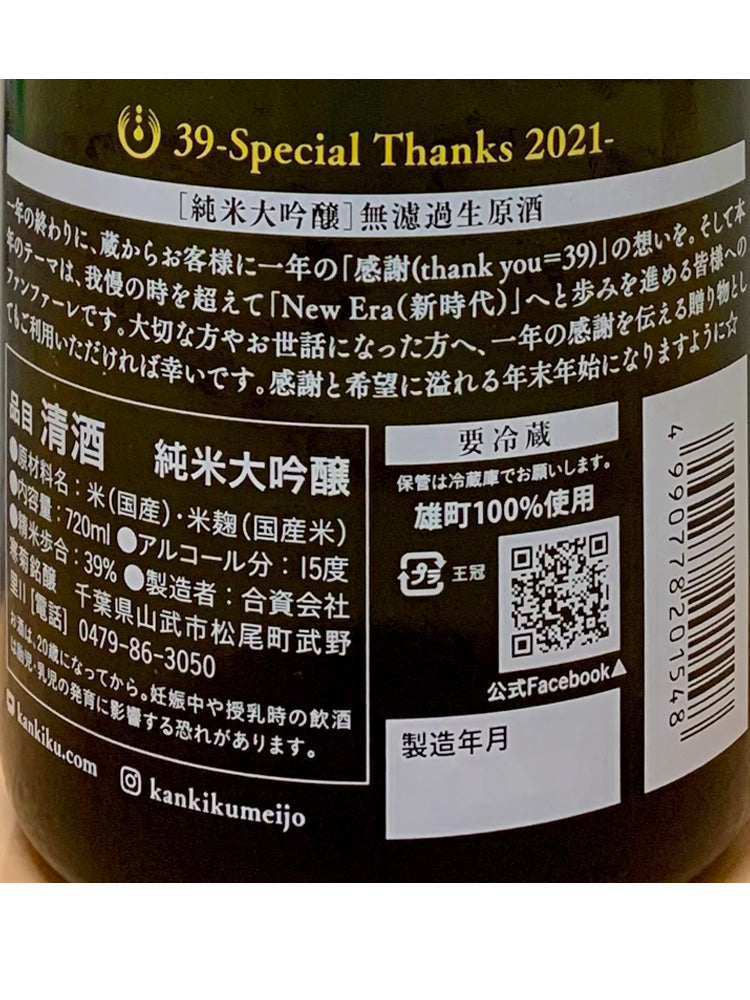 39-Special Thanks 2021-
[純米大吟醸]無濾過生原酒
一年の終わりに、蔵からお客様に一年の「感謝(thank you=39)」の想いを。そして本
年のテーマは、我慢の時を超えて「New Era(新時代)」へと歩みを進める皆様への
ファンファーレです。大切な方やお世話になった方へ、一年の感謝を伝える贈り物とし
てもご利用いただければ幸いです。感謝と希望に溢れる年末年始になりますように☆
品目 清酒 純米大吟醸
●原材料名:米(国産)・米麹(国産米)
●内容量:720ml ●アルコール分:15度
●精米歩合:39% ●製造者:合資会社
寒菊銘醸 千葉県山武市松尾町武野
里11[電話] 0479-86-3050
お酒は、20歳になってから。妊娠中や授乳時の飲酒
は胎児・乳児の発育に影響する恐れがあります。
kankiku.com kankikumeijo
要冷蔵
保管は冷蔵庫でお願いします。
雄町100%使用
プラ 王冠
公式Facebook▲
製造年月
4990778201548